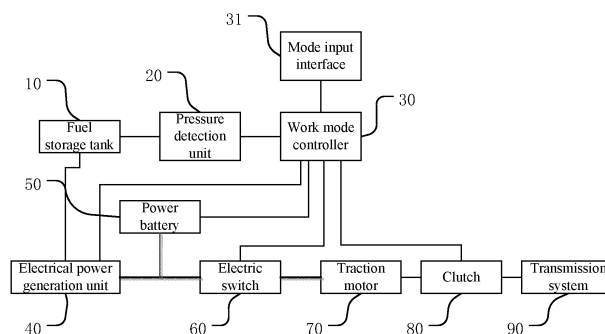 31
Mode input
interface
10
20
30
Fuel
storage tank
Pressure
detection
unit
Work mode
controller
50
Power
battery
Electrical power
generation unit
Electric
switch
Traction
motor
Clutch
Transmission
system
40
60
70
80
90